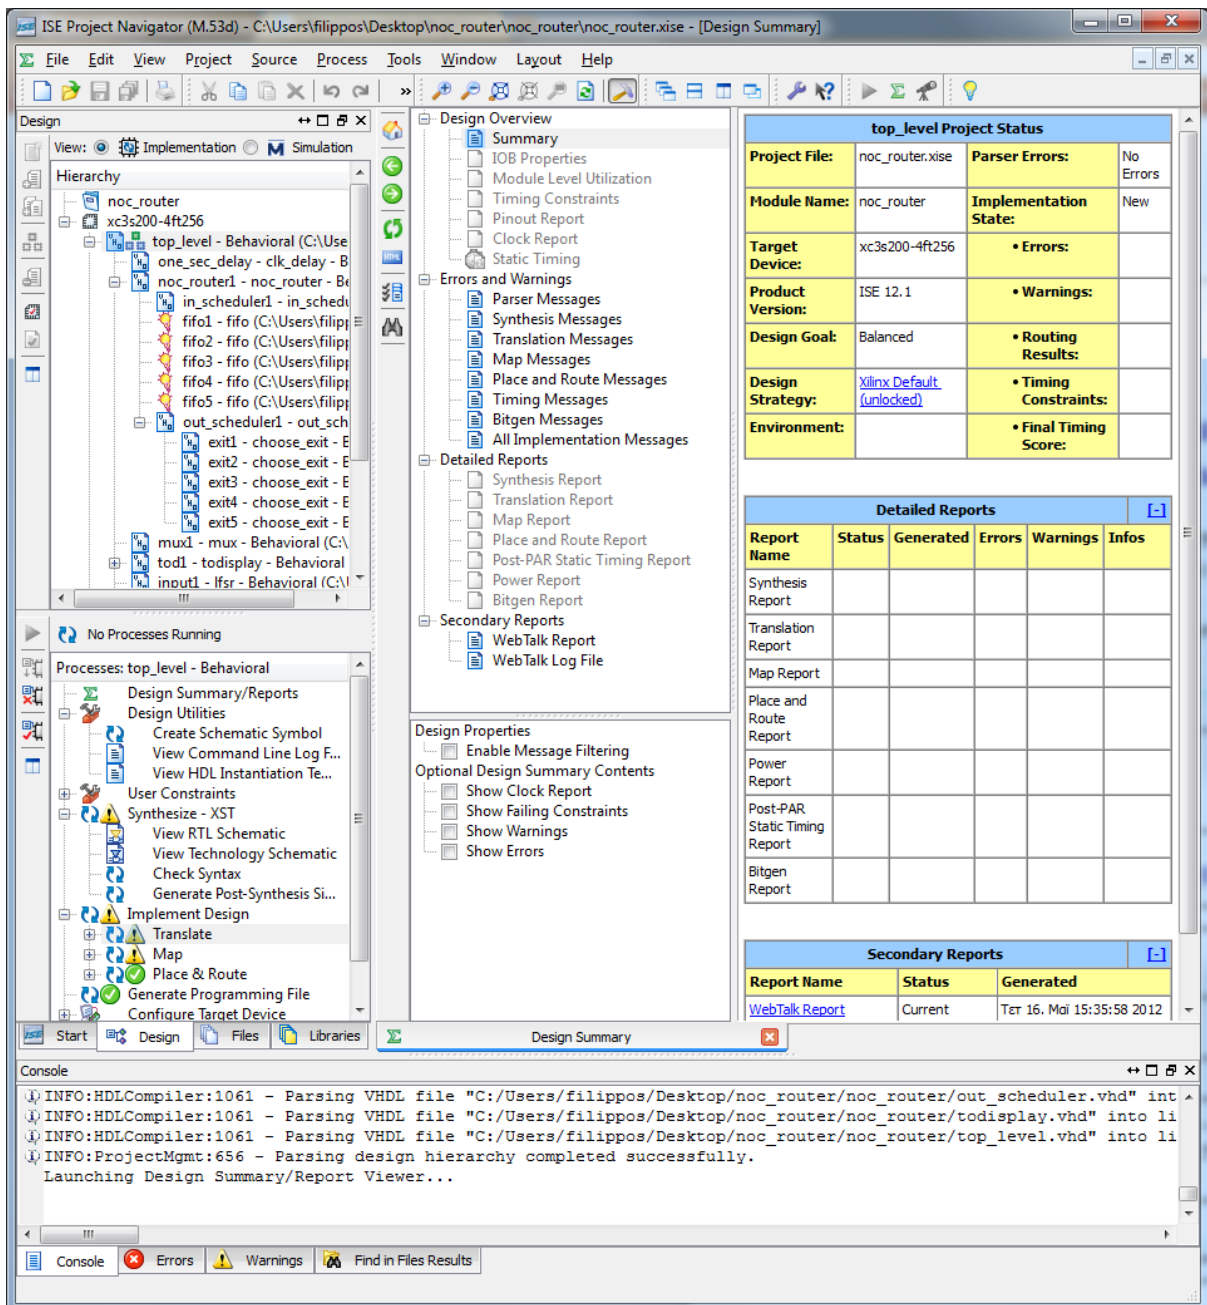 ISE Project Navigator (M.53d) - C:\Users\filippos\Desktop\noc_router\noc_router\noc_router.xise - [Design Summary]
File Edit View Project Source Process Tools Window Layout Help
Design
View: Implementation Simulation
Hierarchy
noc_router
xc3s200-4ft256
top_level - Behavioral (C:\Use
one_sec_delay - clk_delay - B
noc_router1 - noc_router - Be
in_scheduler1 - in_schedu
fifo1 - fifo (C:\Users\filipp
fifo2 - fifo (C:\Users\filipp
fifo3 - fifo (C:\Users\filipp
fifo4 - fifo (C:\Users\filipp
fifo5 - fifo (C:\Users\filipp
out_scheduler1 - out_sch
exit1 - choose_exit - E
exit2 - choose_exit - E
exit3 - choose_exit - E
exit4 - choose_exit - E
exit5 - choose_exit - E
mux1 - mux - Behavioral (C:\
tod1 - todisplay - Behavioral
input1 - lfsr - Behavioral (C:\
No Processes Running
Processes: top_level - Behavioral
Design Summary/Reports
Design Utilities
Create Schematic Symbol
View Command Line Log F...
View HDL Instantiation Te...
User Constraints
Synthesize - XST
View RTL Schematic
View Technology Schematic
Check Syntax
Generate Post-Synthesis Si...
Implement Design
Translate
Map
Place & Route
Generate Programming File
Configure Target Device
Start Design Files Libraries
Design Overview
Summary
IOB Properties
Module Level Utilization
Timing Constraints
Pinout Report
Clock Report
Static Timing
Errors and Warnings
Parser Messages
Synthesis Messages
Translation Messages
Map Messages
Place and Route Messages
Timing Messages
Bitgen Messages
All Implementation Messages
Detailed Reports
Synthesis Report
Translation Report
Map Report
Place and Route Report
Post-PAR Static Timing Report
Power Report
Bitgen Report
Secondary Reports
WebTalk Report
WebTalk Log File
Design Properties
Enable Message Filtering
Optional Design Summary Contents
Show Clock Report
Show Failing Constraints
Show Warnings
Show Errors
top_level Project Status
Project File: noc_router.xise Parser Errors: No Errors
Module Name: noc_router Implementation State: New
Target Device: xc3s200-4ft256 • Errors:
Product Version: ISE 12.1 • Warnings:
Design Goal: Balanced • Routing Results:
Design Strategy: Xilinx Default (unlocked) • Timing Constraints:
Environment: • Final Timing Score:
Detailed Reports [-]
Report Name Status Generated Errors Warnings Infos
Synthesis Report
Translation Report
Map Report
Place and Route Report
Power Report
Post-PAR Static Timing Report
Bitgen Report
Secondary Reports [-]
Report Name Status Generated
WebTalk Report Current Τετ 16. Μαϊ 15:35:58 2012
Design Summary
Console
INFO:HDLCompiler:1061 - Parsing VHDL file "C:/Users/filippos/Desktop/noc_router/noc_router/out_scheduler.vhd" int
INFO:HDLCompiler:1061 - Parsing VHDL file "C:/Users/filippos/Desktop/noc_router/noc_router/todisplay.vhd" into li
INFO:HDLCompiler:1061 - Parsing VHDL file "C:/Users/filippos/Desktop/noc_router/noc_router/top_level.vhd" into li
INFO:ProjectMgmt:656 - Parsing design hierarchy completed successfully.
Launching Design Summary/Report Viewer...
Console Errors Warnings Find in Files Results